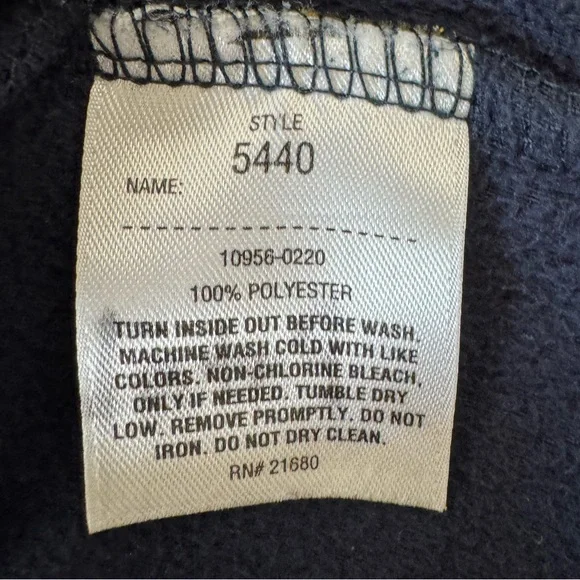 STYLE
5440
NAME:
10956-0220
100% POLYESTER
TURN INSIDE OUT BEFORE WASH.
MACHINE WASH COLD WITH LIKE
COLORS. NON-CHLORINE BLEACH,
ONLY IF NEEDED. TUMBLE DRY
LOW. REMOVE PROMPTLY. DO NOT
IRON. DO NOT DRY CLEAN.
RN# 21680